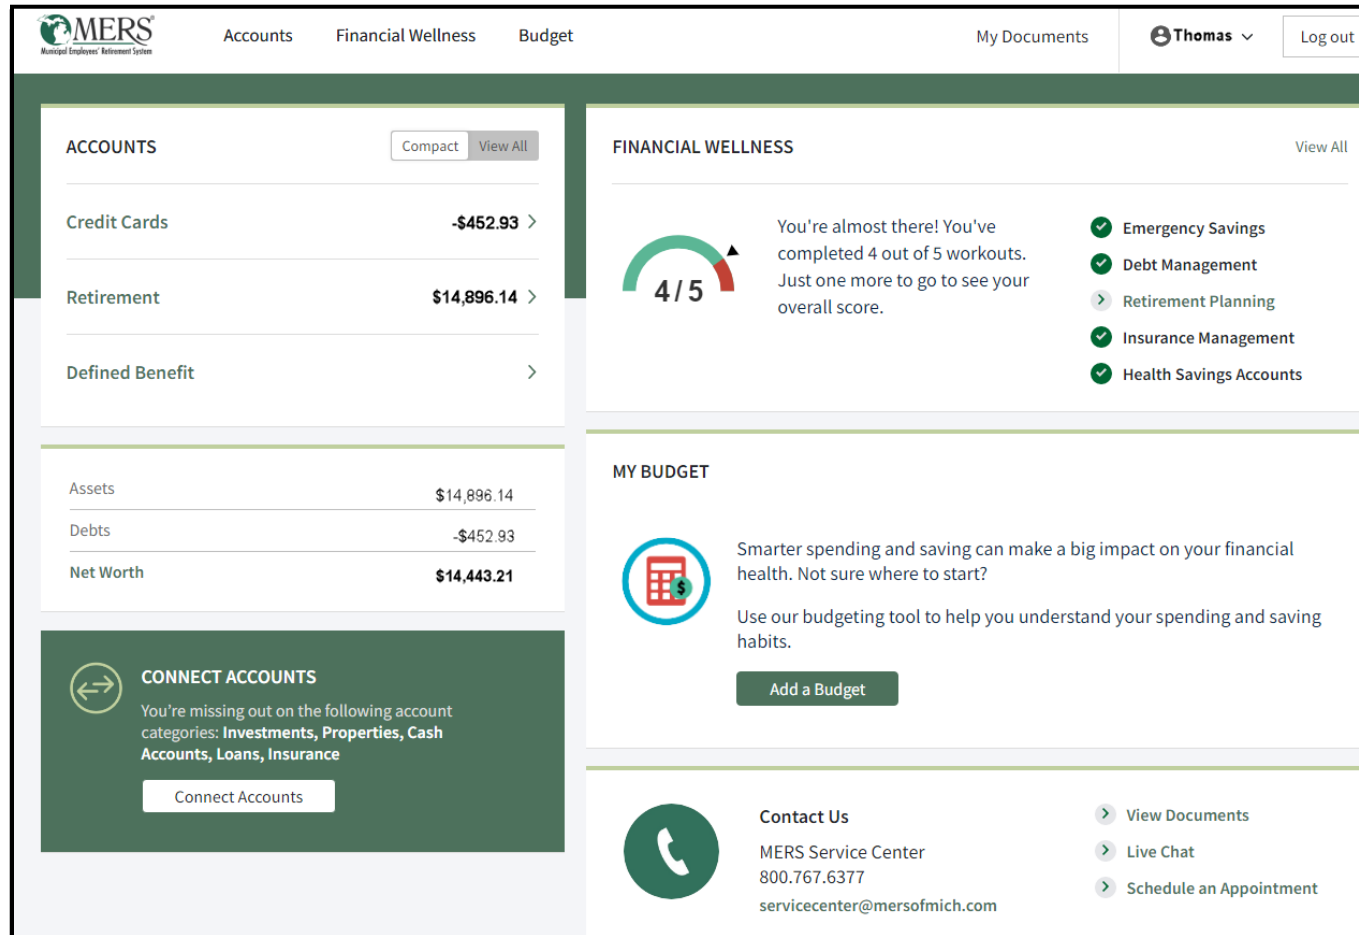 MERS
Municipal Employees' Retirement System
Accounts
Financial Wellness
Budget
My Documents
Thomas
Log out
ACCOUNTS
Compact
View All
Credit Cards
-$452.93
Retirement
$14,896.14
Defined Benefit
Assets
$14,896.14
Debts
-$452.93
Net Worth
$14,443.21
CONNECT ACCOUNTS
You're missing out on the following account
categories: Investments, Properties, Cash
Accounts, Loans, Insurance
Connect Accounts
FINANCIAL WELLNESS
View All
4/5
You're almost there! You've
completed 4 out of 5 workouts.
Just one more to go to see your
overall score.
Emergency Savings
Debt Management
Retirement Planning
Insurance Management
Health Savings Accounts
MY BUDGET
$
Smarter spending and saving can make a big impact on your financial
health. Not sure where to start?
Use our budgeting tool to help you understand your spending and saving
habits.
Add a Budget
Contact Us
MERS Service Center
800.767.6377
servicecenter@mersofmich.com
View Documents
Live Chat
Schedule an Appointment